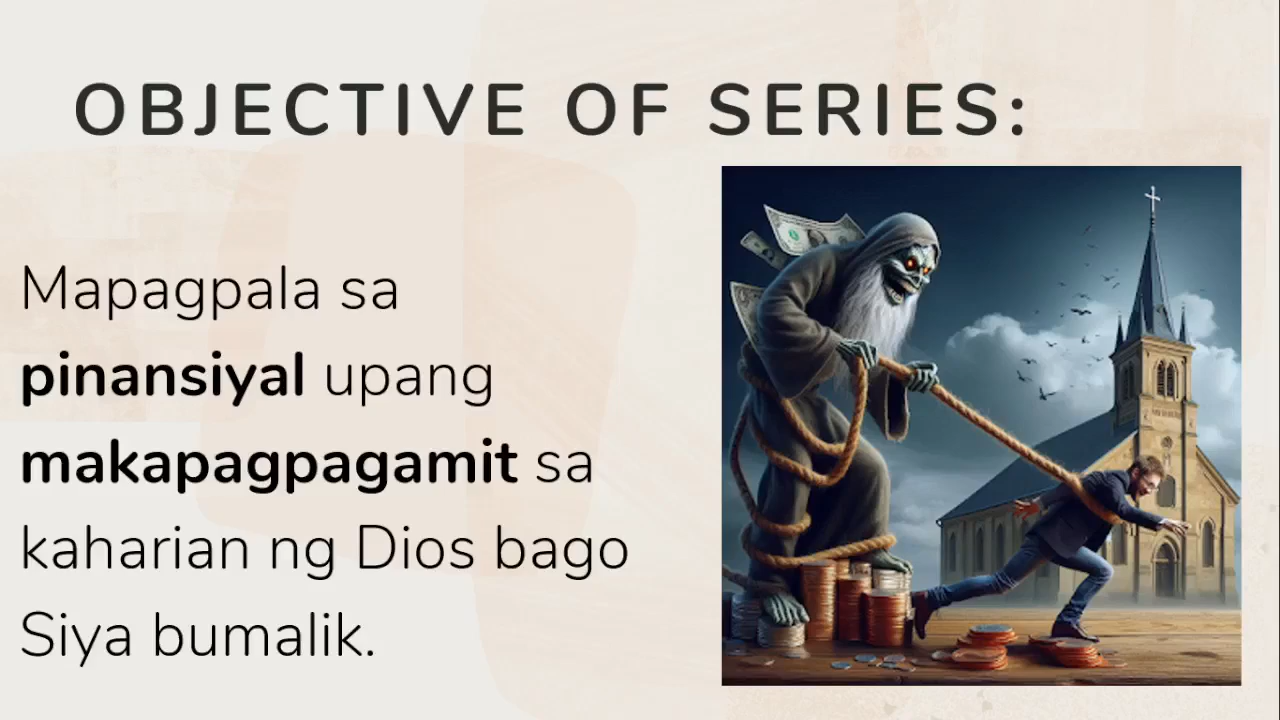 OBJECTIVE OF SERIES:
Mapagpala sa
pinansiyal upang
makapagpagamit sa
kaharian ng Dios bago
Siya bumalik.